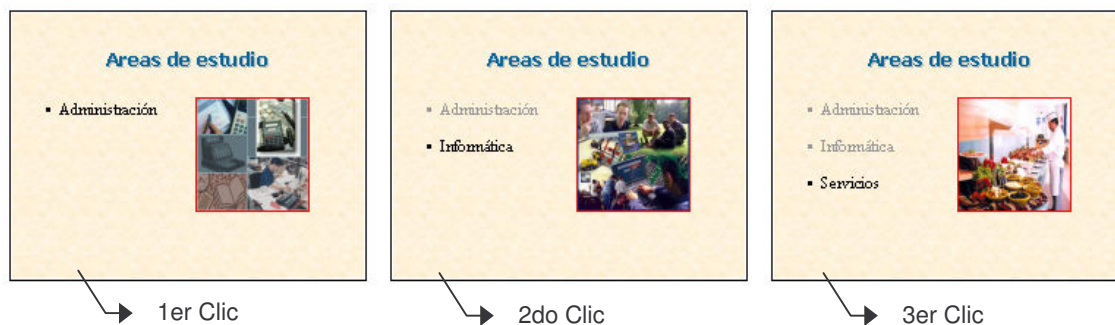 Areas de estudio
▪ Administración
1er Clic
Areas de estudio
▪ Administración
▪ Informática
2do Clic
Areas de estudio
▪ Administración
▪ Informática
▪ Servicios
3er Clic